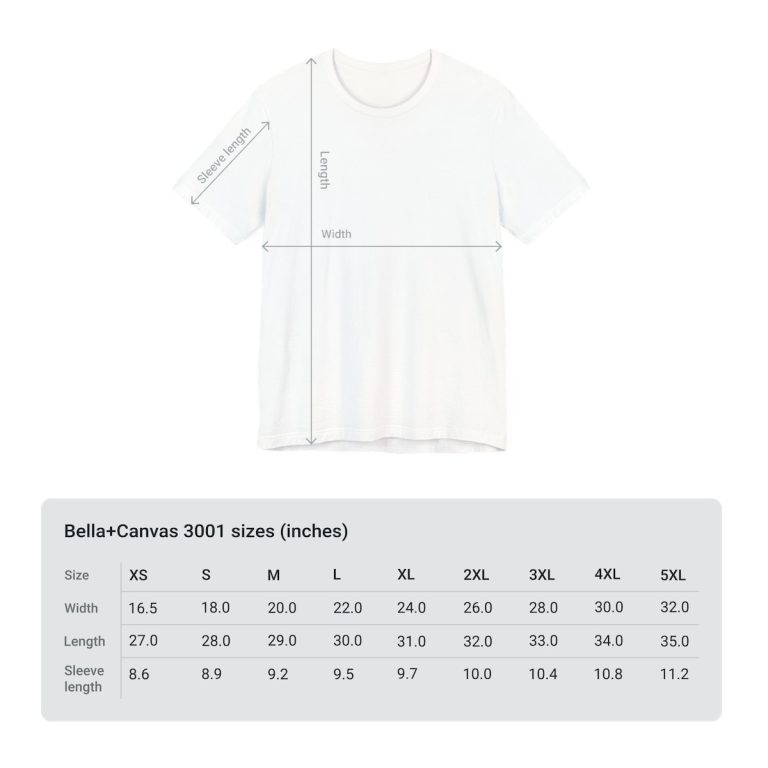 Sleeve length
Length
Width
Bella+Canvas 3001 sizes (inches)
Size XS S M L XL 2XL 3XL 4XL 5XL
Width 16.5 18.0 20.0 22.0 24.0 26.0 28.0 30.0 32.0
Length 27.0 28.0 29.0 30.0 31.0 32.0 33.0 34.0 35.0
Sleeve
length 8.6 8.9 9.2 9.5 9.7 10.0 10.4 10.8 11.2